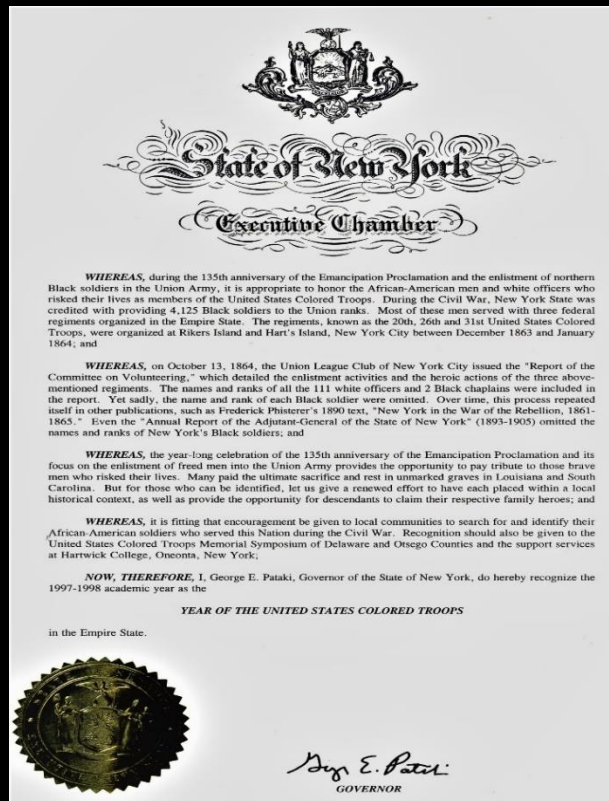 State of New York
Executive Chamber
WHEREAS, during the 135th anniversary of the Emancipation Proclamation and the enlistment of northern
Black soldiers in the Union Army, it is appropriate to honor the African-American men and white officers who
risked their lives as members of the United States Colored Troops. During the Civil War, New York State was
credited with providing 4,125 Black soldiers to the Union ranks. Most of these men served with three federal
regiments organized in the Empire State. The regiments, known as the 20th, 26th and 31st United States Colored
Troops, were organized at Rikers Island and Hart's Island, New York City between December 1863 and January
1864; and
WHEREAS, on October 13, 1864, the Union League Club of New York City issued the "Report of the
Committee on Volunteering," which detailed the enlistment activities and the heroic actions of the three above-
mentioned regiments. The names and ranks of all the 111 white officers and 2 Black chaplains were included in
the report. Yet sadly, the name and rank of each Black soldier were omitted. Over time, this process repeated
itself in other publications, such as Frederick Phisterer's 1890 text, "New York in the War of the Rebellion, 1861-
1865." Even the "Annual Report of the Adjutant-General of the State of New York" (1893-1905) omitted the
names and ranks of New York's Black soldiers; and
WHEREAS, the year-long celebration of the 135th anniversary of the Emancipation Proclamation and its
focus on the enlistment of freed men into the Union Army provides the opportunity to pay tribute to those brave
men who risked their lives. Many paid the ultimate sacrifice and rest in unmarked graves in Louisiana and South
Carolina. But for those who can be identified, let us give a renewed effort to have each placed within a local
historical context, as well as provide the opportunity for descendants to claim their respective family heroes; and
WHEREAS, it is fitting that encouragement be given to local communities to search for and identify their
African-American soldiers who served this Nation during the Civil War. Recognition should also be given to the
United States Colored Troops Memorial Symposium of Delaware and Otsego Counties and the support services
at Hartwick College, Oneonta, New York;
NOW, THEREFORE, I, George E. Pataki, Governor of the State of New York, do hereby recognize the
1997-1998 academic year as the
YEAR OF THE UNITED STATES COLORED TROOPS
in the Empire State.
GOVERNOR